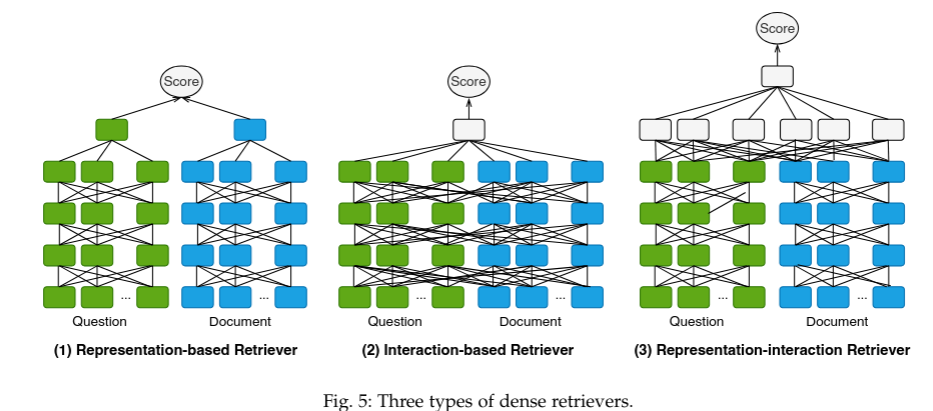 Score
Score
Score
... ...
... ...
... ...
Question Document
Question Document
Question Document
(1) Representation-based Retriever
(2) Interaction-based Retriever
(3) Representation-interaction Retriever
Fig. 5: Three types of dense retrievers.